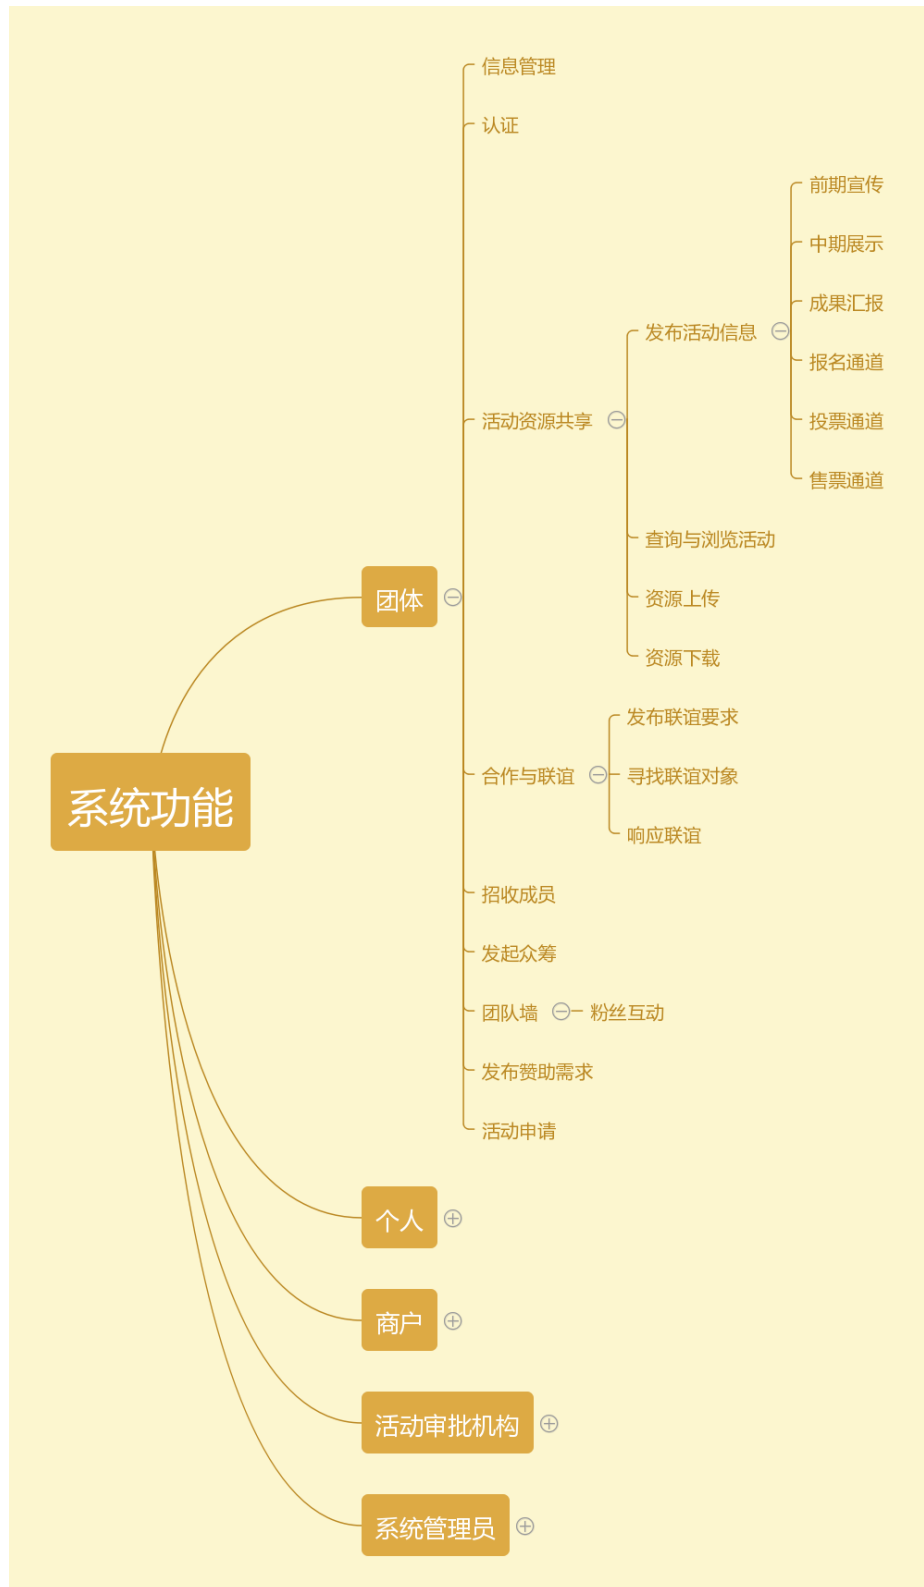 信息管理
认证
前期宣传
中期展示
成果汇报
发布活动信息
报名通道
活动资源共享
投票通道
售票通道
查询与浏览活动
团体
资源上传
资源下载
发布联谊要求
系统功能
合作与联谊
寻找联谊对象
响应联谊
招收成员
发起众筹
团队墙
粉丝互动
发布赞助需求
活动申请
个人
商户
活动审批机构
系统管理员